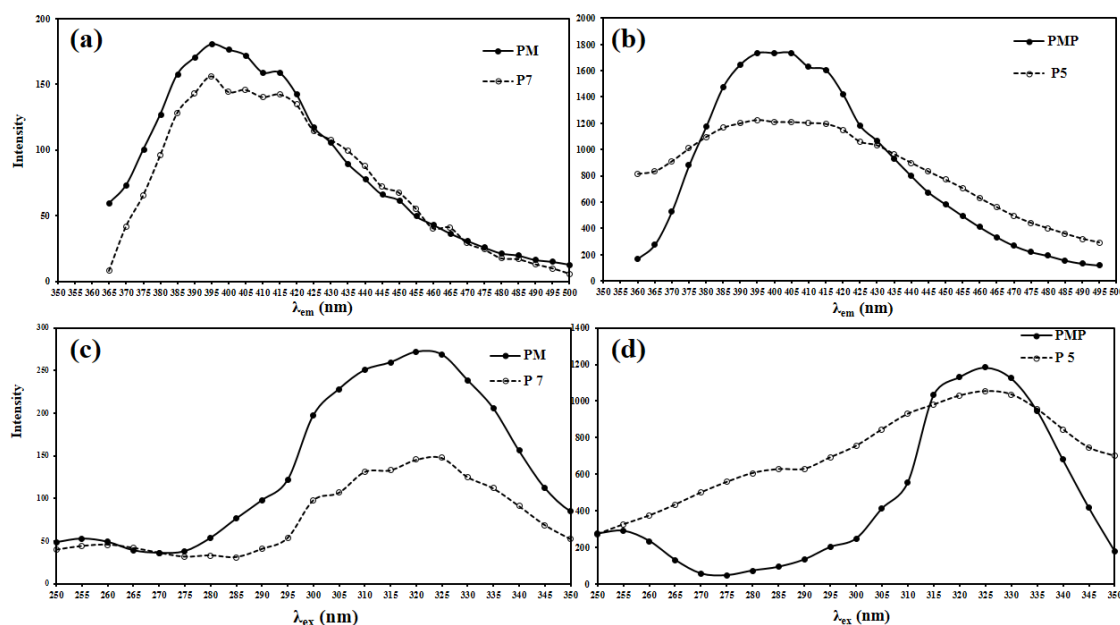 (a)
PM
P7
Intensity
200
150
100
50
0
350 355 360 365 370 375 380 385 390 395 400 405 410 415 420 425 430 435 440 445 450 455 460 465 470 475 480 485 490 495 500
λem (nm)
(b)
PMP
P5
2000
1800
1600
1400
1200
1000
800
600
400
200
0
350 355 360 365 370 375 380 385 390 395 400 405 410 415 420 425 430 435 440 445 450 455 460 465 470 475 480 485 490 495 500
λem (nm)
(c)
PM
P 7
Intensity
300
250
200
150
100
50
0
250 255 260 265 270 275 280 285 290 295 300 305 310 315 320 325 330 335 340 345 350
λex (nm)
(d)
PMP
P 5
1400
1200
1000
800
600
400
200
0
250 255 260 265 270 275 280 285 290 295 300 305 310 315 320 325 330 335 340 345 350
λex (nm)